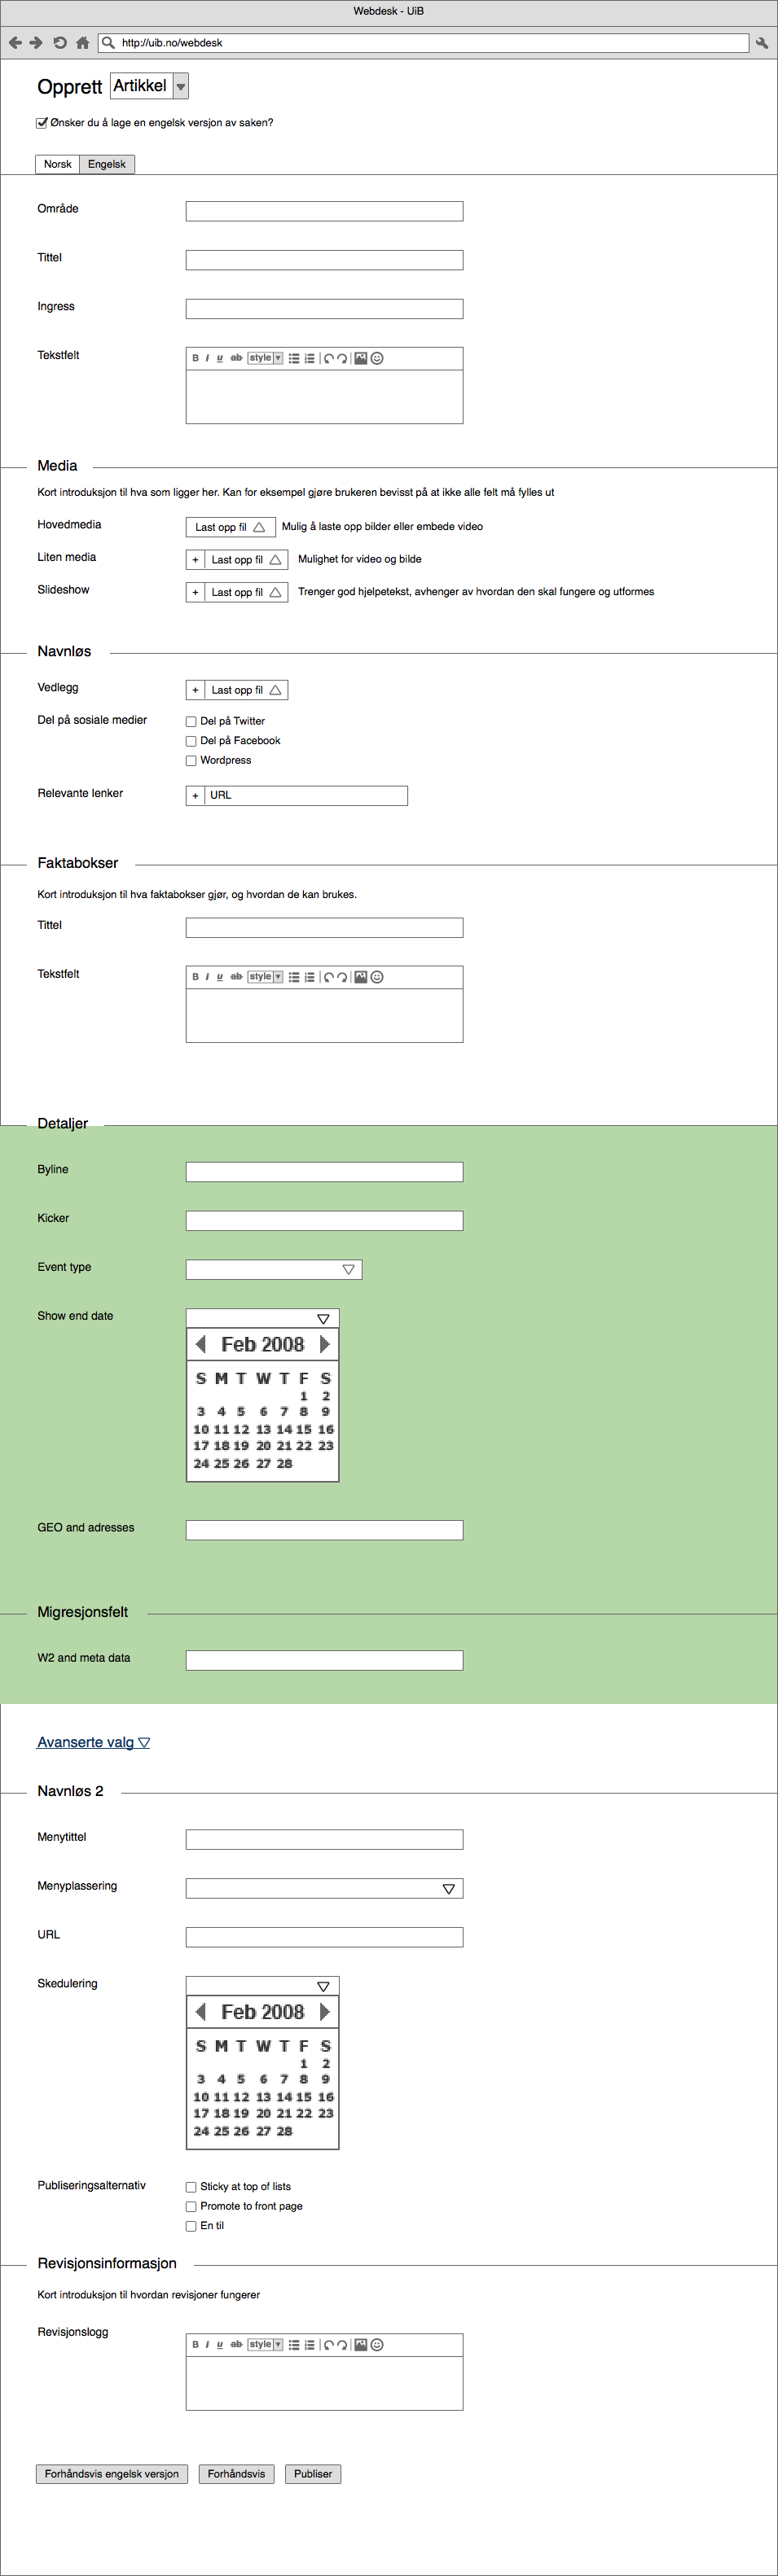 Webdesk - UiB
http://uib.no/webdesk
Opprett Artikkel
Ønsker du å lage en engelsk versjon av saken?
Norsk Engelsk
Område
Tittel
Ingress
Tekstfelt B I u ab style
Media
Kort introduksjon til hva som ligger her. Kan for eksempel gjøre brukeren bevisst på at ikke alle felt må fylles ut
Hovedmedia Last opp fil Mulig å laste opp bilder eller embede video
Liten media + Last opp fil Mulighet for video og bilde
Slideshow + Last opp fil Trenger god hjelpetekst, avhenger av hvordan den skal fungere og utformes
Navnløs
Vedlegg + Last opp fil
Del på sosiale medier Del på Twitter
Del på Facebook
Wordpress
Relevante lenker + URL
Faktabokser
Kort introduksjon til hva faktabokser gjør, og hvordan de kan brukes.
Tittel
Tekstfelt B I u ab style
Detaljer
Byline
Kicker
Event type
Show end date
Feb 2008
S M T W T F S
1 2
3 4 5 6 7 8 9
10 11 12 13 14 15 16
17 18 19 20 21 22 23
24 25 26 27 28
GEO and adresses
Migresjonsfelt
W2 and meta data
Avanserte valg
Navnløs 2
Menytittel
Menyplassering
URL
Skedulering
Feb 2008
S M T W T F S
1 2
3 4 5 6 7 8 9
10 11 12 13 14 15 16
17 18 19 20 21 22 23
24 25 26 27 28
Publiseringsalternativ Sticky at top of lists
Promote to front page
En til
Revisjonsinformasjon
Kort introduksjon til hvordan revisjoner fungerer
Revisjonslogg B I u ab style
Forhåndsvis engelsk versjon Forhåndsvis Publiser